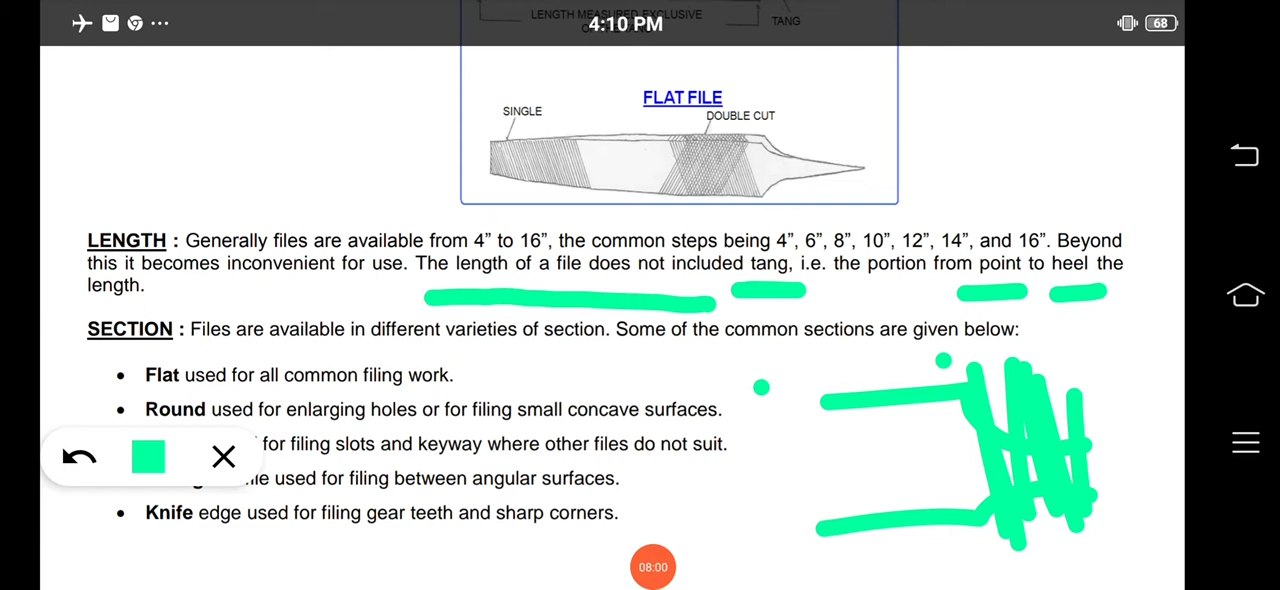 LENGTH MEASURED EXCLUSIVE
4:10 PM
68
TANG
FLAT FILE
SINGLE
DOUBLE CUT
LENGTH : Generally files are available from 4” to 16”, the common steps being 4”, 6”, 8”, 10”, 12”, 14”, and 16”. Beyond
this it becomes inconvenient for use. The length of a file does not included tang, i.e. the portion from point to heel the
length.
SECTION : Files are available in different varieties of section. Some of the common sections are given below:
• Flat used for all common filing work.
• Round used for enlarging holes or for filing small concave surfaces.
for filing slots and keyway where other files do not suit.
used for filing between angular surfaces.
• Knife edge used for filing gear teeth and sharp corners.
08:00